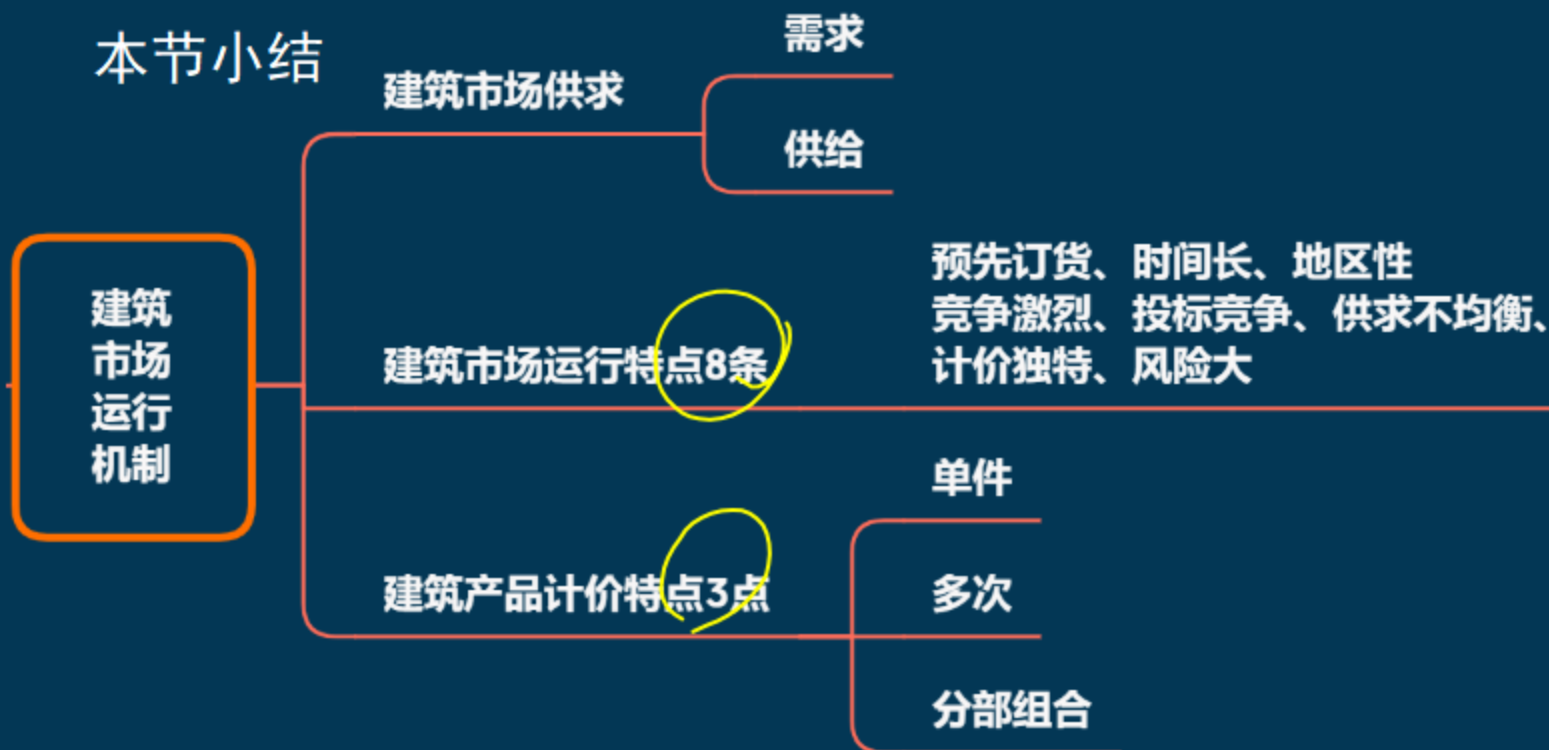 本节小结
建筑
市场
运行
机制
建筑市场供求
需求
供给
建筑市场运行特点8条
预先订货、时间长、地区性
竞争激烈、投标竞争、供求不均衡、
计价独特、风险大
建筑产品计价特点3点
单件
多次
分部组合